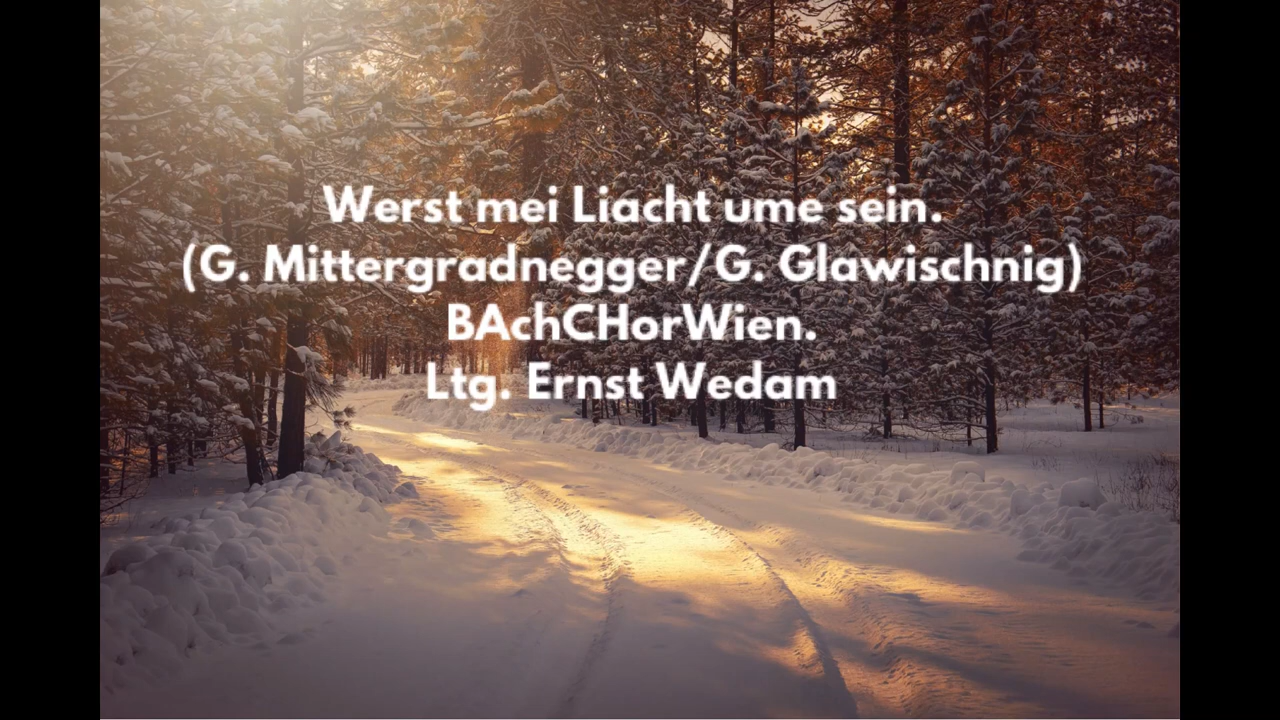 Werst mei Liacht ume sein.
(G. Mittergradnegger/G. Glawischnig)
BAchCHorWien.
Ltg. Ernst Wedam